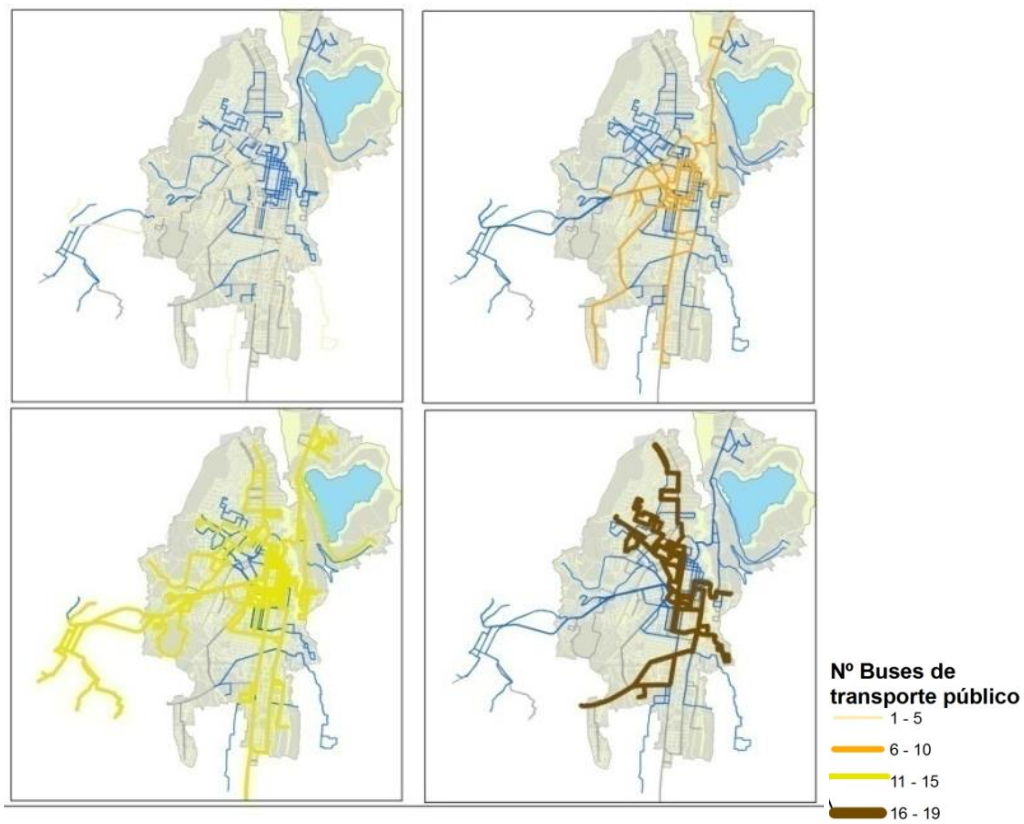 Nº Buses de
transporte público
1 - 5
6 - 10
11 - 15
16 - 19